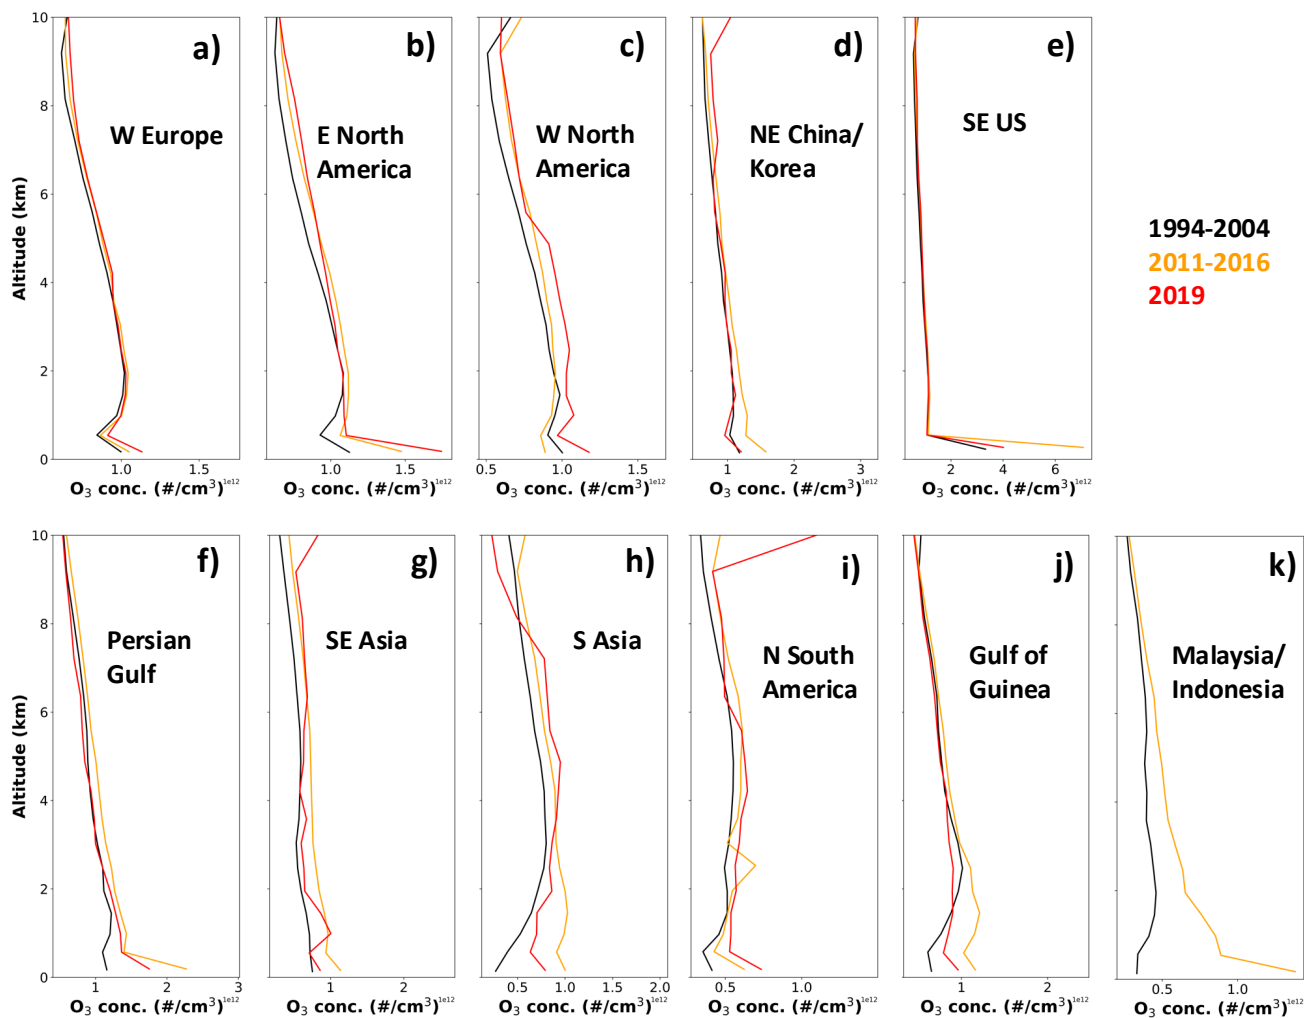 a)
b)
c)
d)
e)
W Europe
E North
America
W North
America
NE China/
Korea
SE US
1994-2004
2011-2016
2019
Altitude (km)
10
8
6
4
2
0
1.0 1.5
1.0 1.5
0.5 1.0 1.5
1 2 3
2 4 6
O3 conc. (#/cm3) 1e12
O3 conc. (#/cm3) 1e12
O3 conc. (#/cm3) 1e12
O3 conc. (#/cm3) 1e12
O3 conc. (#/cm3) 1e12
f)
g)
h)
i)
j)
k)
Persian
Gulf
SE Asia
S Asia
N South
America
Gulf of
Guinea
Malaysia/
Indonesia
Altitude (km)
10
8
6
4
2
0
1 2 3
1 2
0.5 1.0 1.5 2.0
0.5 1.0
1 2
0.5 1.0
O3 conc. (#/cm3) 1e12
O3 conc. (#/cm3) 1e12
O3 conc. (#/cm3) 1e12
O3 conc. (#/cm3) 1e12
O3 conc. (#/cm3) 1e12
O3 conc. (#/cm3) 1e12